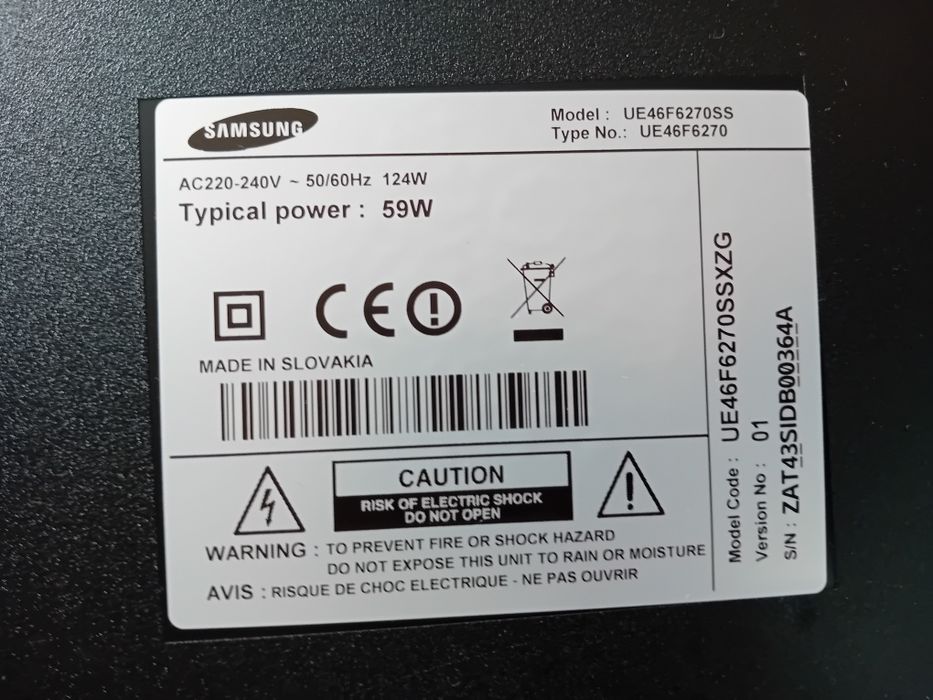 SAMSUNG
Model : UE46F6270SS
Type No.: UE46F6270
AC220-240V ~ 50/60Hz 124W
Typical power : 59W
CE
MADE IN SLOVAKIA
CAUTION
RISK OF ELECTRIC SHOCK
DO NOT OPEN
WARNING : TO PREVENT FIRE OR SHOCK HAZARD
DO NOT EXPOSE THIS UNIT TO RAIN OR MOISTURE
AVIS : RISQUE DE CHOC ELECTRIQUE - NE PAS OUVRIR
Model Code : UE46F6270SSXZG
Version No : 01
S/N : ZAT43SIDB00364A